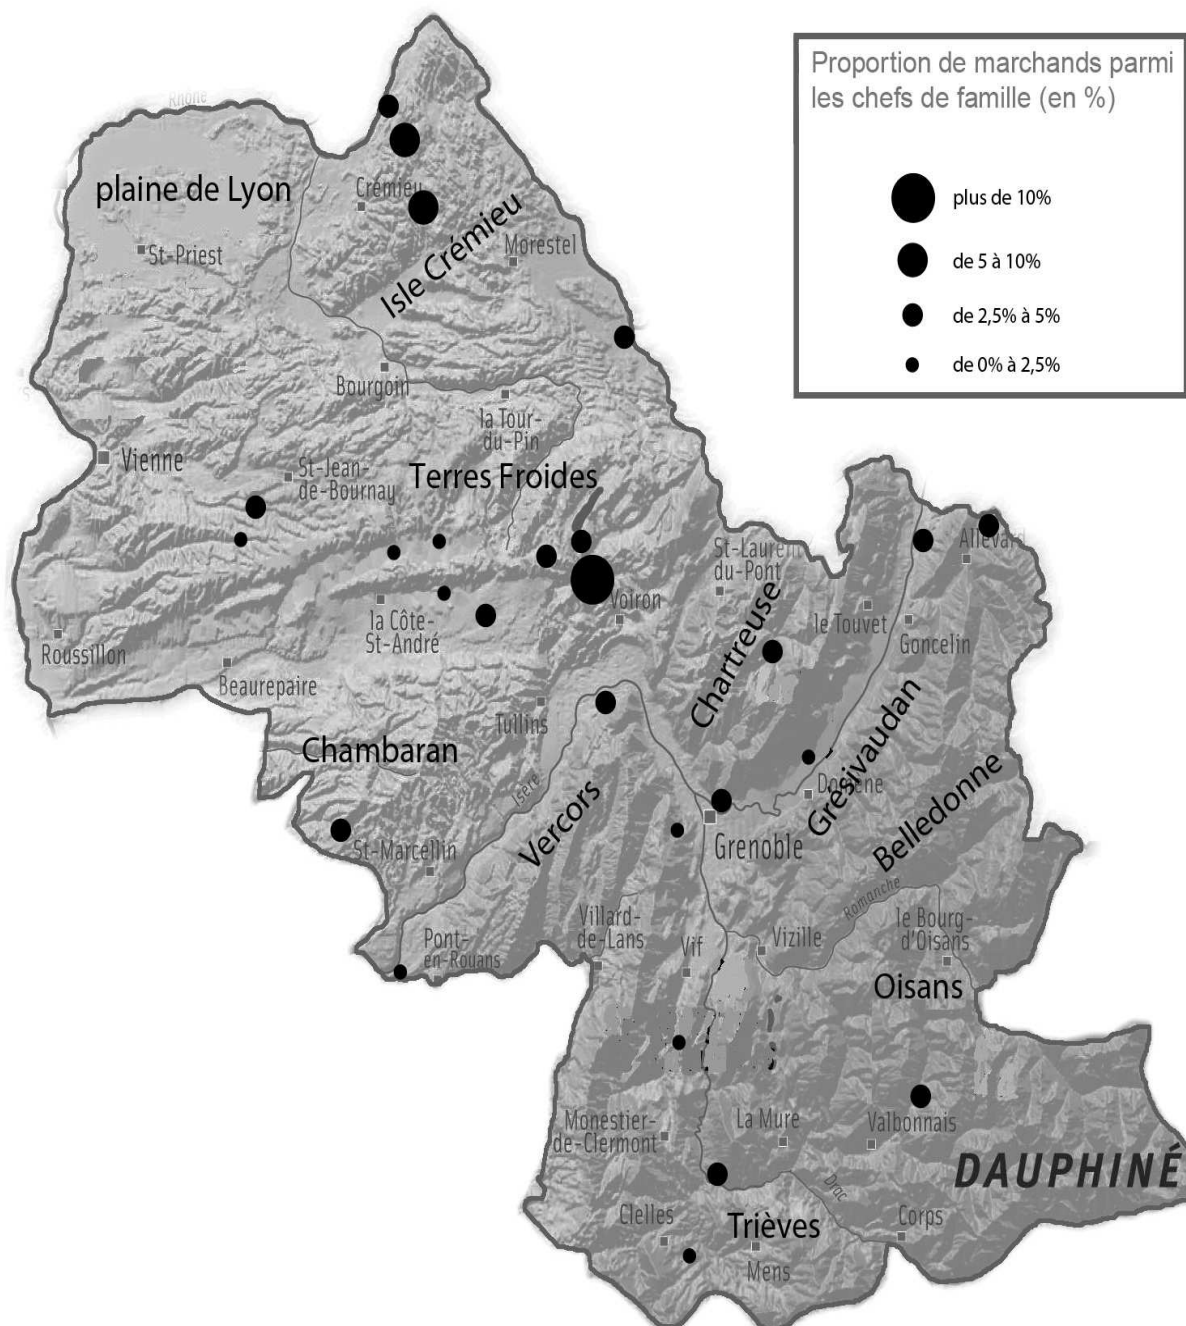 Proportion de marchands parmi
les chefs de famille (en %)
plus de 10%
de 5 à 10%
de 2,5% à 5%
de 0% à 2,5%
Rhône
plaine de Lyon
Crémieu
Isle Crémieu
St-Priest
Morestel
Bourgoin
la Tour-
du-Pin
Vienne
St-Jean-
de-Bournay
Terres Froides
Allevard
St-Laurent
du-Pont
Voiron
le Touvet
Goncelin
la Côte-
St-André
Roussillon
Beaurepaire
Chartreuse
Tullins
Chambaran
Isère
Grésivaudan
Domène
Vercors
Grenoble
Belledonne
St-Marcellin
Romanche
Villard-
de-Lans
le Bourg-
d'Oisans
Pont-
en-Rouans
Vif
Vizille
Oisans
Monestier-
de-Clermont
La Mure
Valbonnais
DAUPHINÉ
Drac
Clelles
Trièves
Corps
Mens